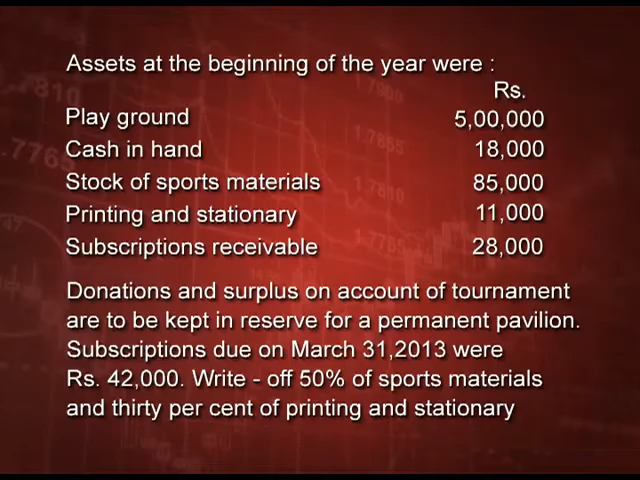 Assets at the beginning of the year were :
Rs.
Play ground 5,00,000
Cash in hand 18,000
Stock of sports materials 85,000
Printing and stationary 11,000
Subscriptions receivable 28,000
Donations and surplus on account of tournament
are to be kept in reserve for a permanent pavilion.
Subscriptions due on March 31,2013 were
Rs. 42,000. Write - off 50% of sports materials
and thirty per cent of printing and stationary